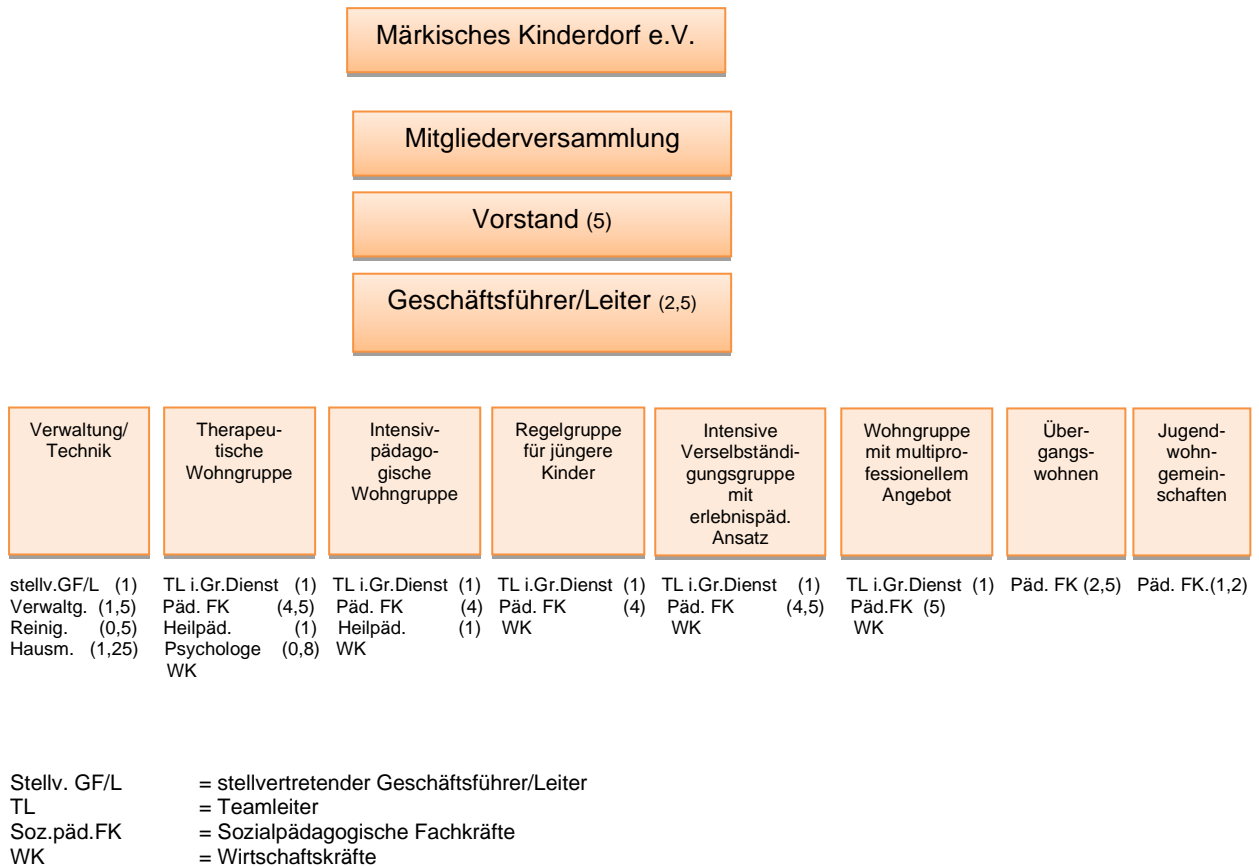 Märkisches Kinderdorf e.V.
Mitgliederversammlung
Vorstand (5)
Geschäftsführer/Leiter (2,5)
Verwaltung/
Technik
Therapeu-
tische
Wohngruppe
Intensiv-
pädago-
gische
Wohngruppe
Regelgruppe
für jüngere
Kinder
Intensive
Verselbständi-
gungsgruppe
mit
erlebnispäd.
Ansatz
Wohngruppe
mit multipro-
fessionellem
Angebot
Über-
gangs-
wohnen
Jugend-
wohn-
gemein-
schaften
stellv.GF/L (1)
Verwaltg. (1,5)
Reinig. (0,5)
Hausm. (1,25)
TL i.Gr.Dienst (1)
Päd. FK (4,5)
Heilpäd. (1)
Psychologe (0,8)
WK
TL i.Gr.Dienst (1)
Päd. FK (4)
Heilpäd. (1)
WK
TL i.Gr.Dienst (1)
Päd. FK (4)
WK
TL i.Gr.Dienst (1)
Päd. FK (4,5)
WK
TL i.Gr.Dienst (1)
Päd.FK (5)
WK
Päd. FK (2,5)
Päd. FK.(1,2)
Stellv. GF/L = stellvertretender Geschäftsführer/Leiter
TL = Teamleiter
Soz.päd.FK = Sozialpädagogische Fachkräfte
WK = Wirtschaftskräfte